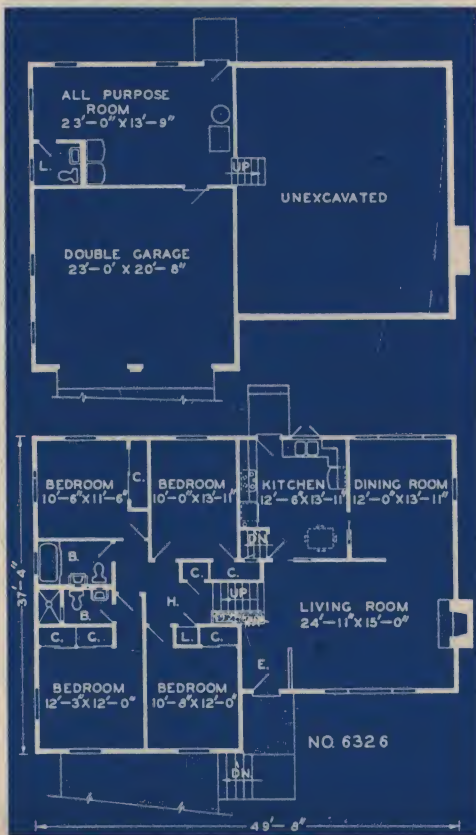 ALL PURPOSE
ROOM
23'-0" X 13'-9"
L.
UP
UNEXCAVATED
DOUBLE GARAGE
23'-0' X 20'-8"
BEDROOM
10'-6" X 11'-6"
C.
BEDROOM
10'-0" X 13'-11"
KITCHEN
12'-6" X 13'-11"
DINING ROOM
12'-0" X 13'-11"
DN
B.
C.
C.
H.
UP
B.
37'-4"
LIVING ROOM
24'-11" X 15'-0"
C.
C.
L.
C.
E.
BEDROOM
12'-3" X 12'-0"
BEDROOM
10'-8" X 12'-0"
NO. 6326
DN
49'-8"